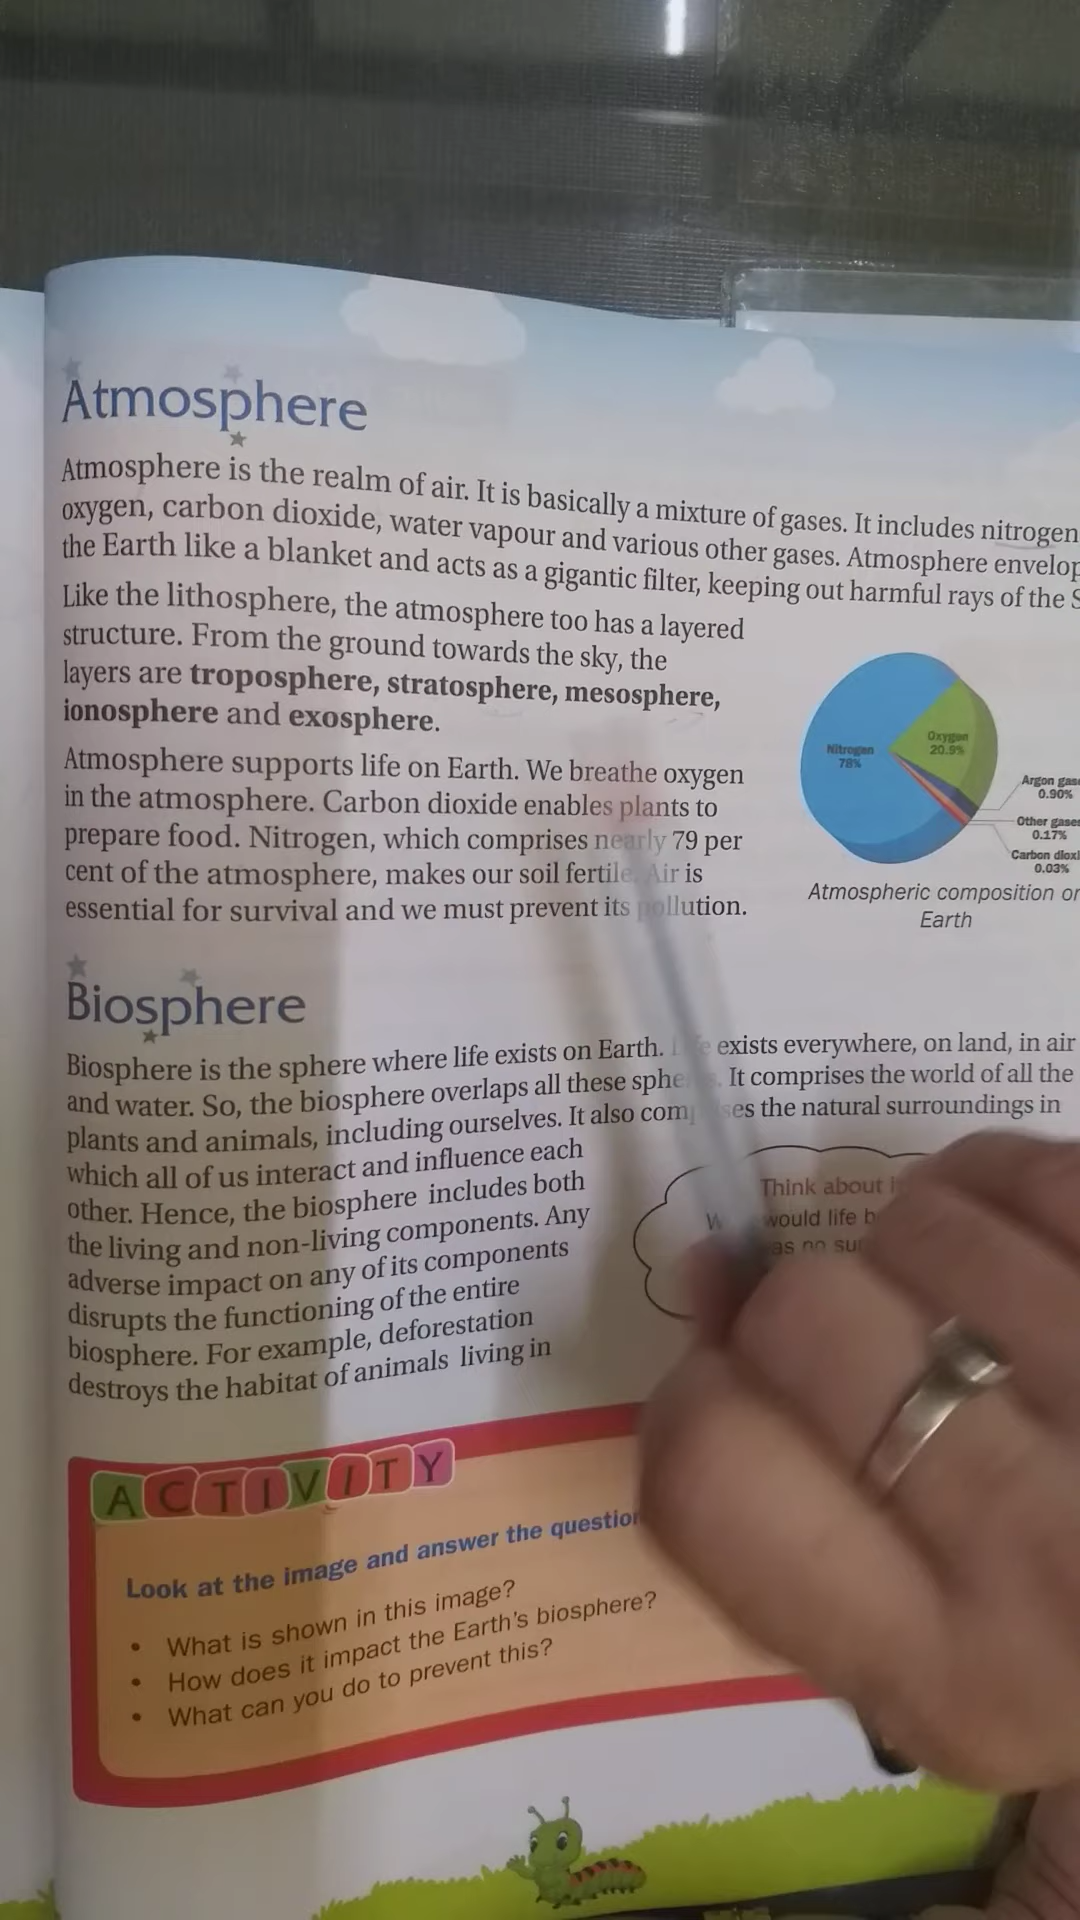 Atmosphere
Atmosphere is the realm of air. It is basically a mixture of gases. It includes nitrogen
oxygen, carbon dioxide, water vapour and various other gases. Atmosphere
the Earth like a blanket and acts as a gigantic filter, keeping out harmful rays of the
Like the lithosphere, the atmosphere too has a layered
structure. From the ground towards the sky, the
layers are troposphere, stratosphere, mesosphere,
ionosphere and exosphere.
Atmosphere supports life on Earth. We breathe oxygen
in the atmosphere. Carbon dioxide enables plants to
prepare food. Nitrogen, which comprises nearly 79 per
cent of the atmosphere, makes our soil fertile. Air is
essential for survival and we must prevent its pollution.
Nitrogen
78%
Oxygen
20.9%
Argon
0.90%
Other gases
0.17%
Carbon
0.03%
Atmospheric composition
Earth
Biosphere
Biosphere is the sphere where life exists on Earth. exists everywhere, on land, in air
and water. So, the biosphere overlaps all these It comprises the world of all the
plants and animals, including ourselves. It also the natural surroundings in
which all of us interact and influence each
other. Hence, the biosphere includes both
the living and non-living components. Any
adverse impact on any of its components
disrupts the functioning of the entire
biosphere. For example, deforestation
destroys the habitat of animals living in
Think about
would life
no
ACTIVITY
Look at the image and answer the
• What is shown in this image?
• How does it impact the Earth's biosphere?
• What can you do to prevent this?